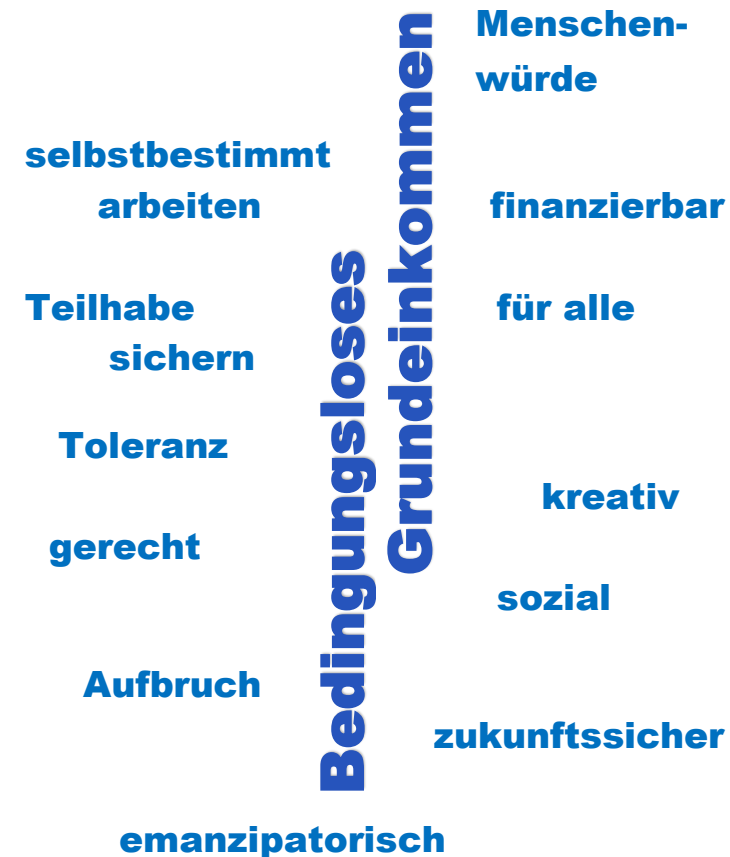 Menschen-
würde
selbstbestimmt
arbeiten
finanzierbar
Teilhabe
sichern
für alle
Toleranz
kreativ
gerecht
sozial
Aufbruch
zukunftssicher
emanzipatorisch
Bedingungsloses
Grundeinkommen